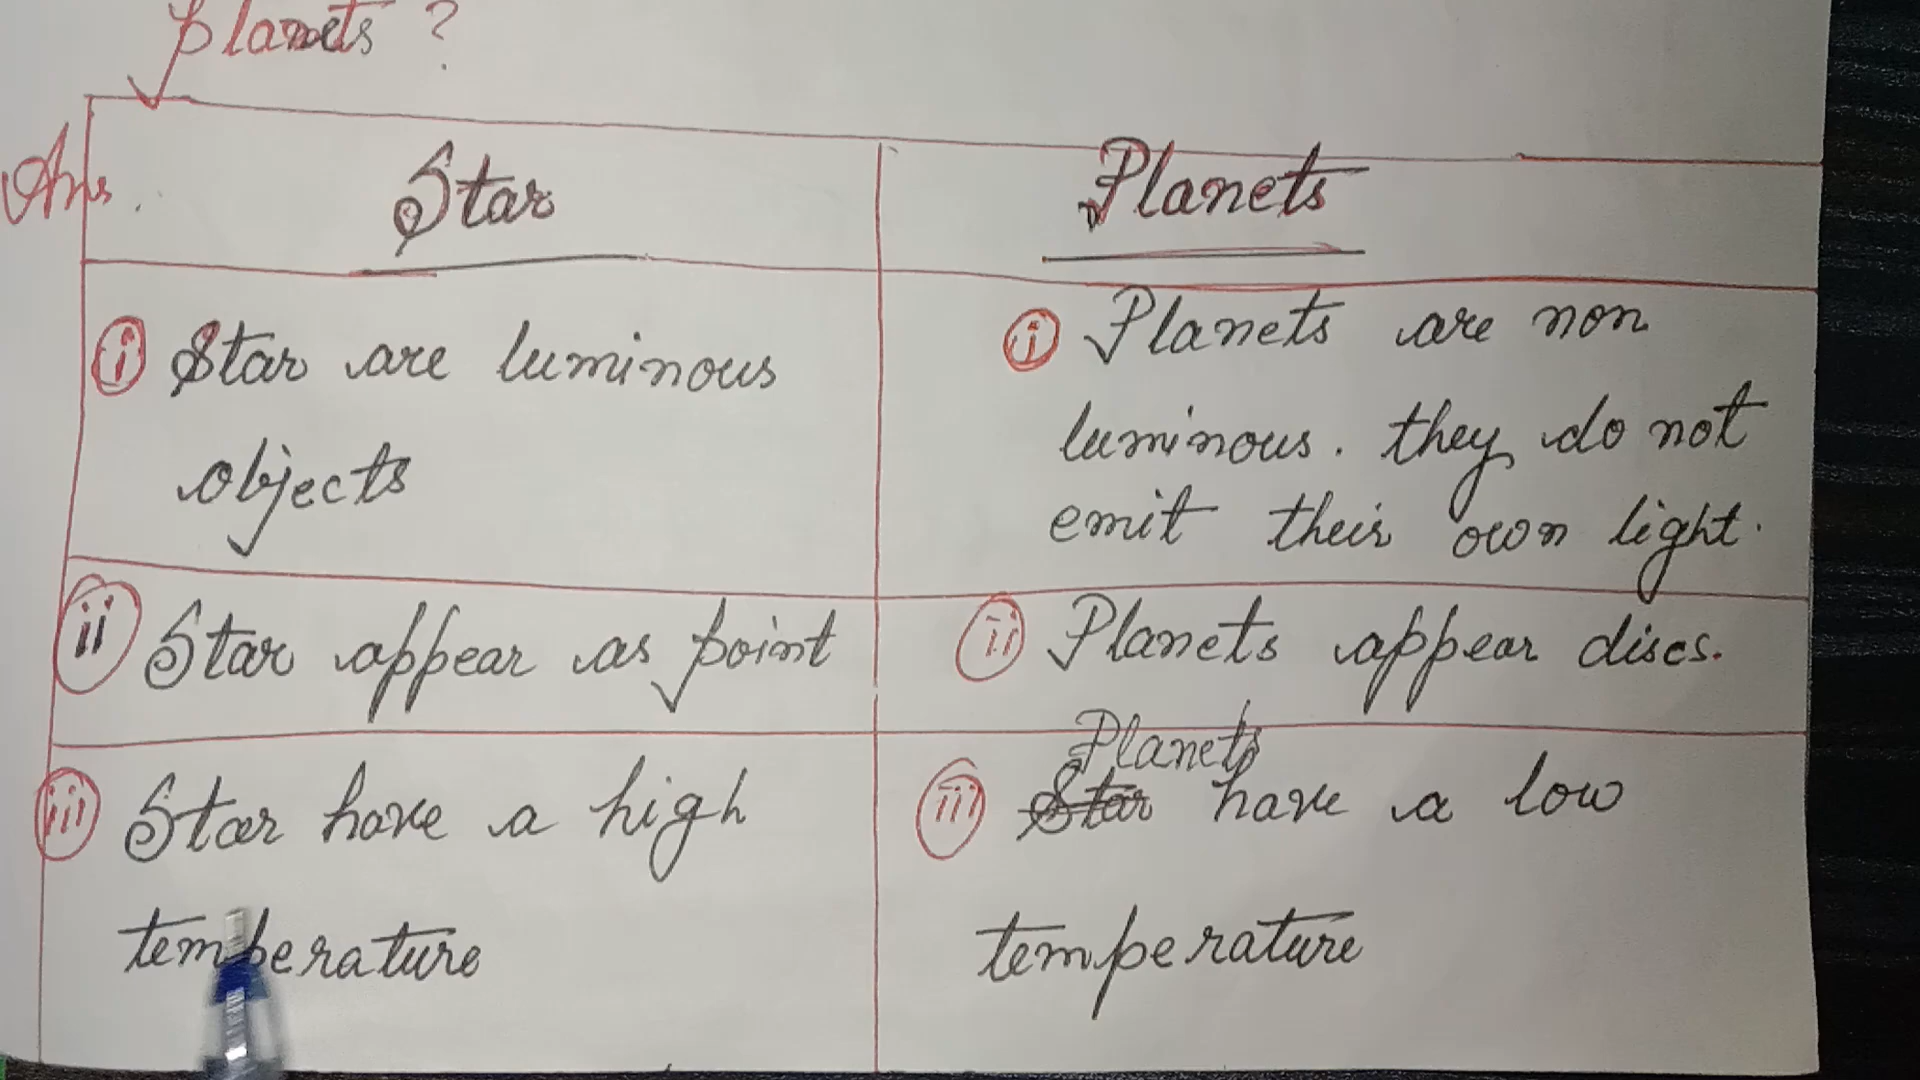 Planets ?
Ans.
Star
Planets
i Star are luminous
objects
i Planets are non
luminous. they do not
emit their own light.
ii Star appear as point
ii Planets appear discs.
iii Star have a high
temperature
Planets
iii Star have a low
temperature